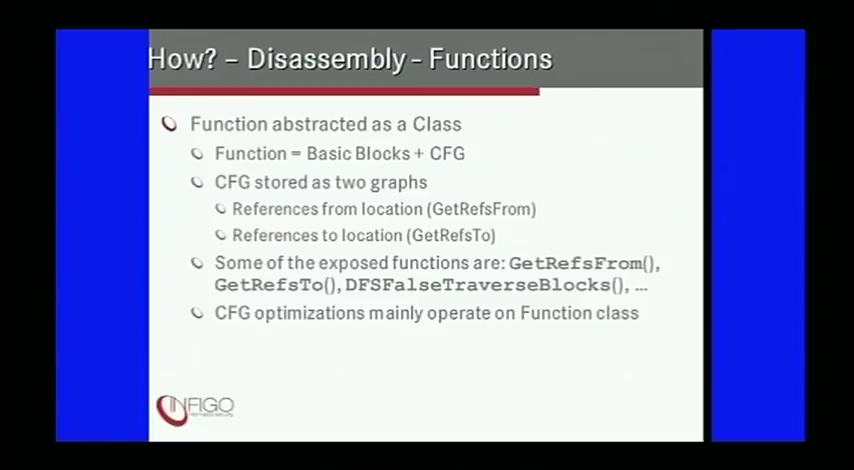 How? – Disassembly - Functions
Function abstracted as a Class
Function = Basic Blocks + CFG
CFG stored as two graphs
References from location (GetRefsFrom)
References to location (GetRefsTo)
Some of the exposed functions are: GetRefsFrom(),
GetRefsTo(), DFSFalseTraverseBlocks(), ...
CFG optimizations mainly operate on Function class
INFIGO